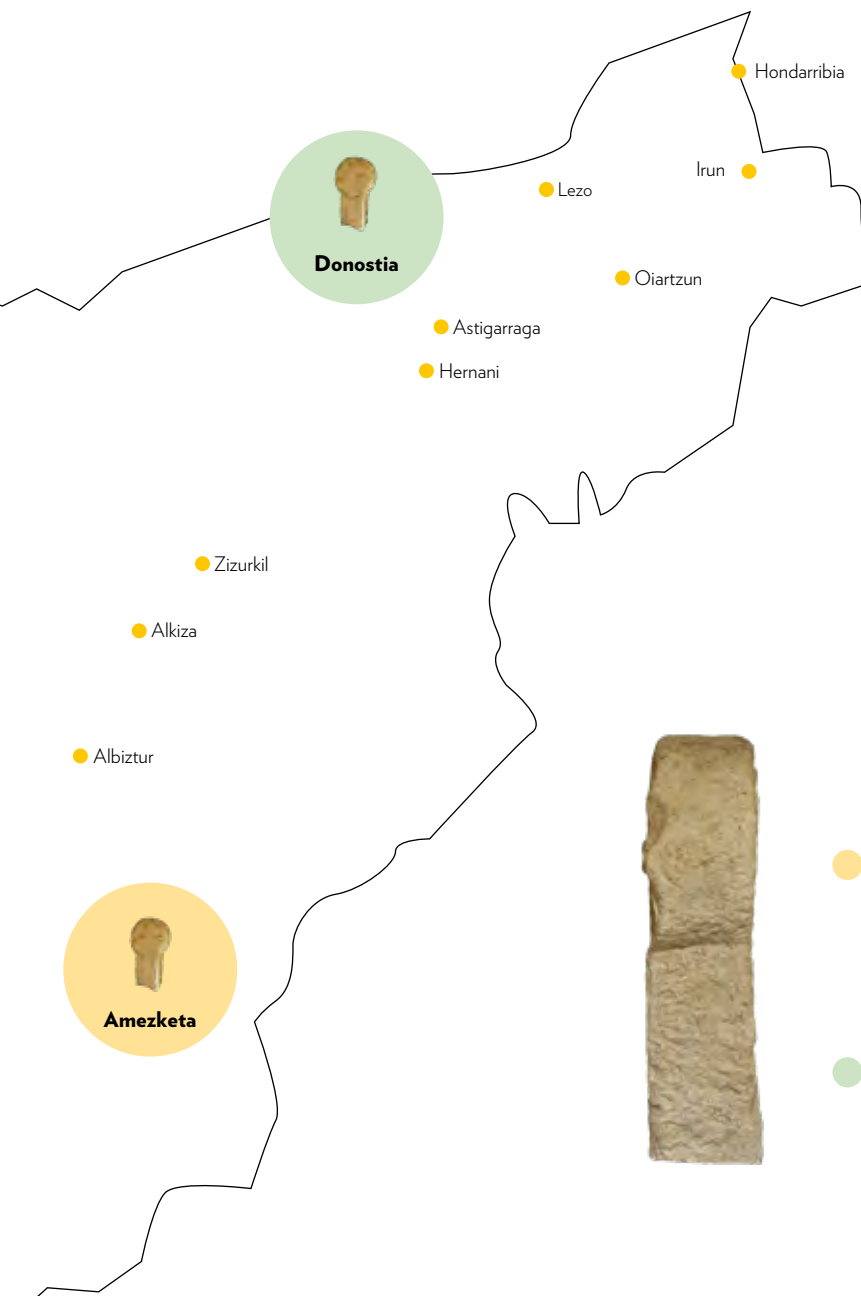 Hondarribia
Irun
Lezo
Donostia
Oiartzun
Astigarraga
Hernani
Zizurkil
Alkiza
Albiztur
Amezketa